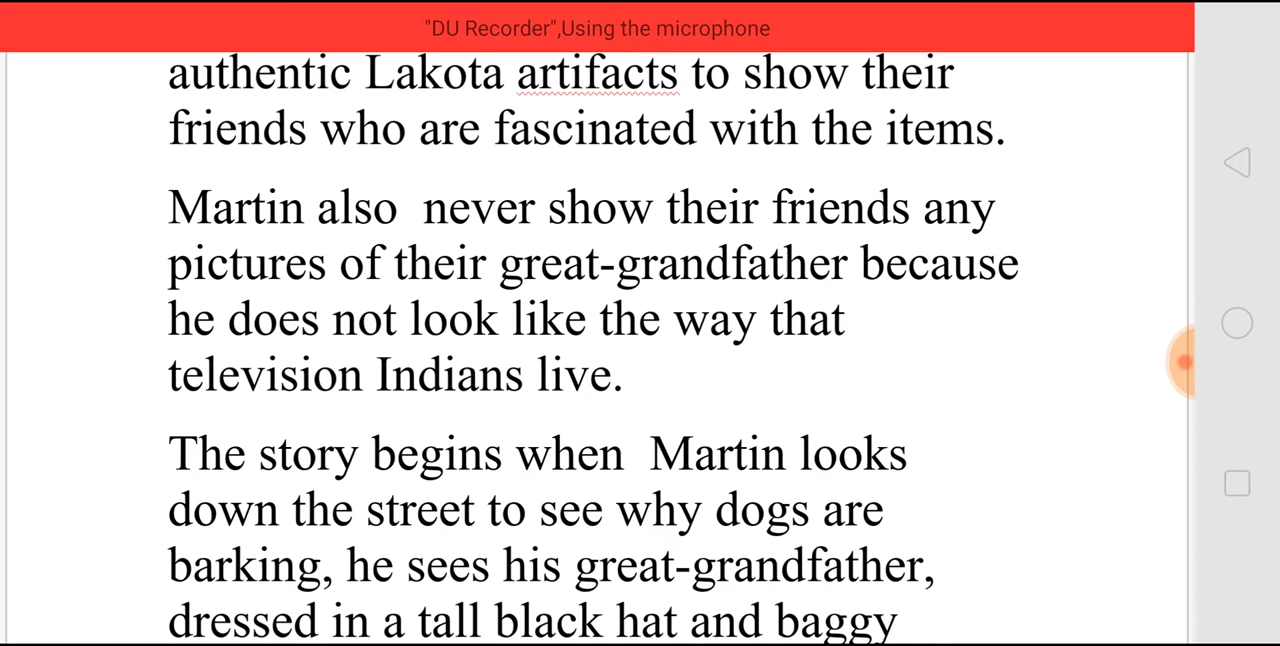 "DU Recorder",Using the microphone
authentic Lakota artifacts to show their
friends who are fascinated with the items.
Martin also  never show their friends any
pictures of their great-grandfather because
he does not look like the way that
television Indians live.
The story begins when  Martin looks
down the street to see why dogs are
barking, he sees his great-grandfather,
dressed in a tall black hat and baggy